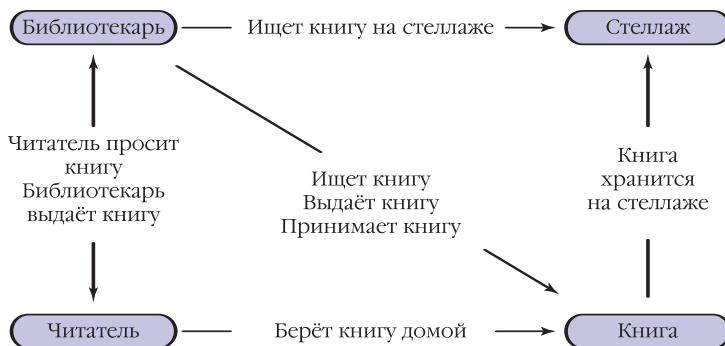 Библиотекарь
Ищет книгу на стеллаже
Стеллаж
Читатель просит
книгу
Библиотекарь
выдаёт книгу
Ищет книгу
Выдаёт книгу
Принимает книгу
Книга
хранится
на стеллаже
Читатель
Берёт книгу домой
Книга